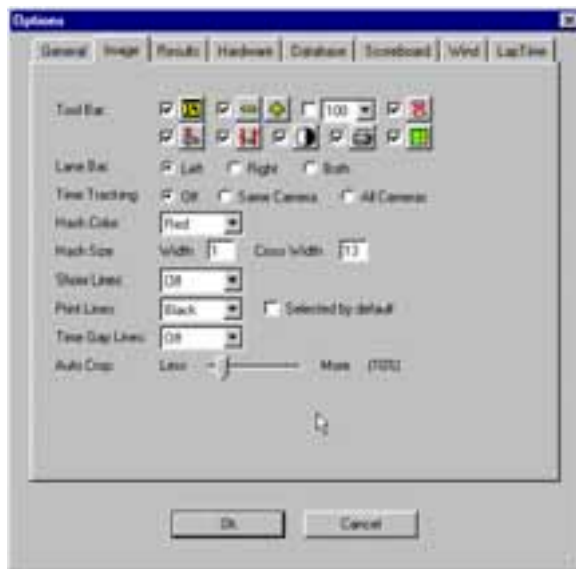 Options
General Image Results Hardware Database Scoreboard Wind LapTime
Tool Bar: 100
Lane Bar: Left Right Both
Time Tracking: Off Same Camera All Cameras
Hash Color: Red
Hash Size: Width 1 Cross Width 13
Show Lines: Off
Print Lines: Black Selected by default
Time Gap Lines: Off
Auto Crop: Less More
Ok Cancel